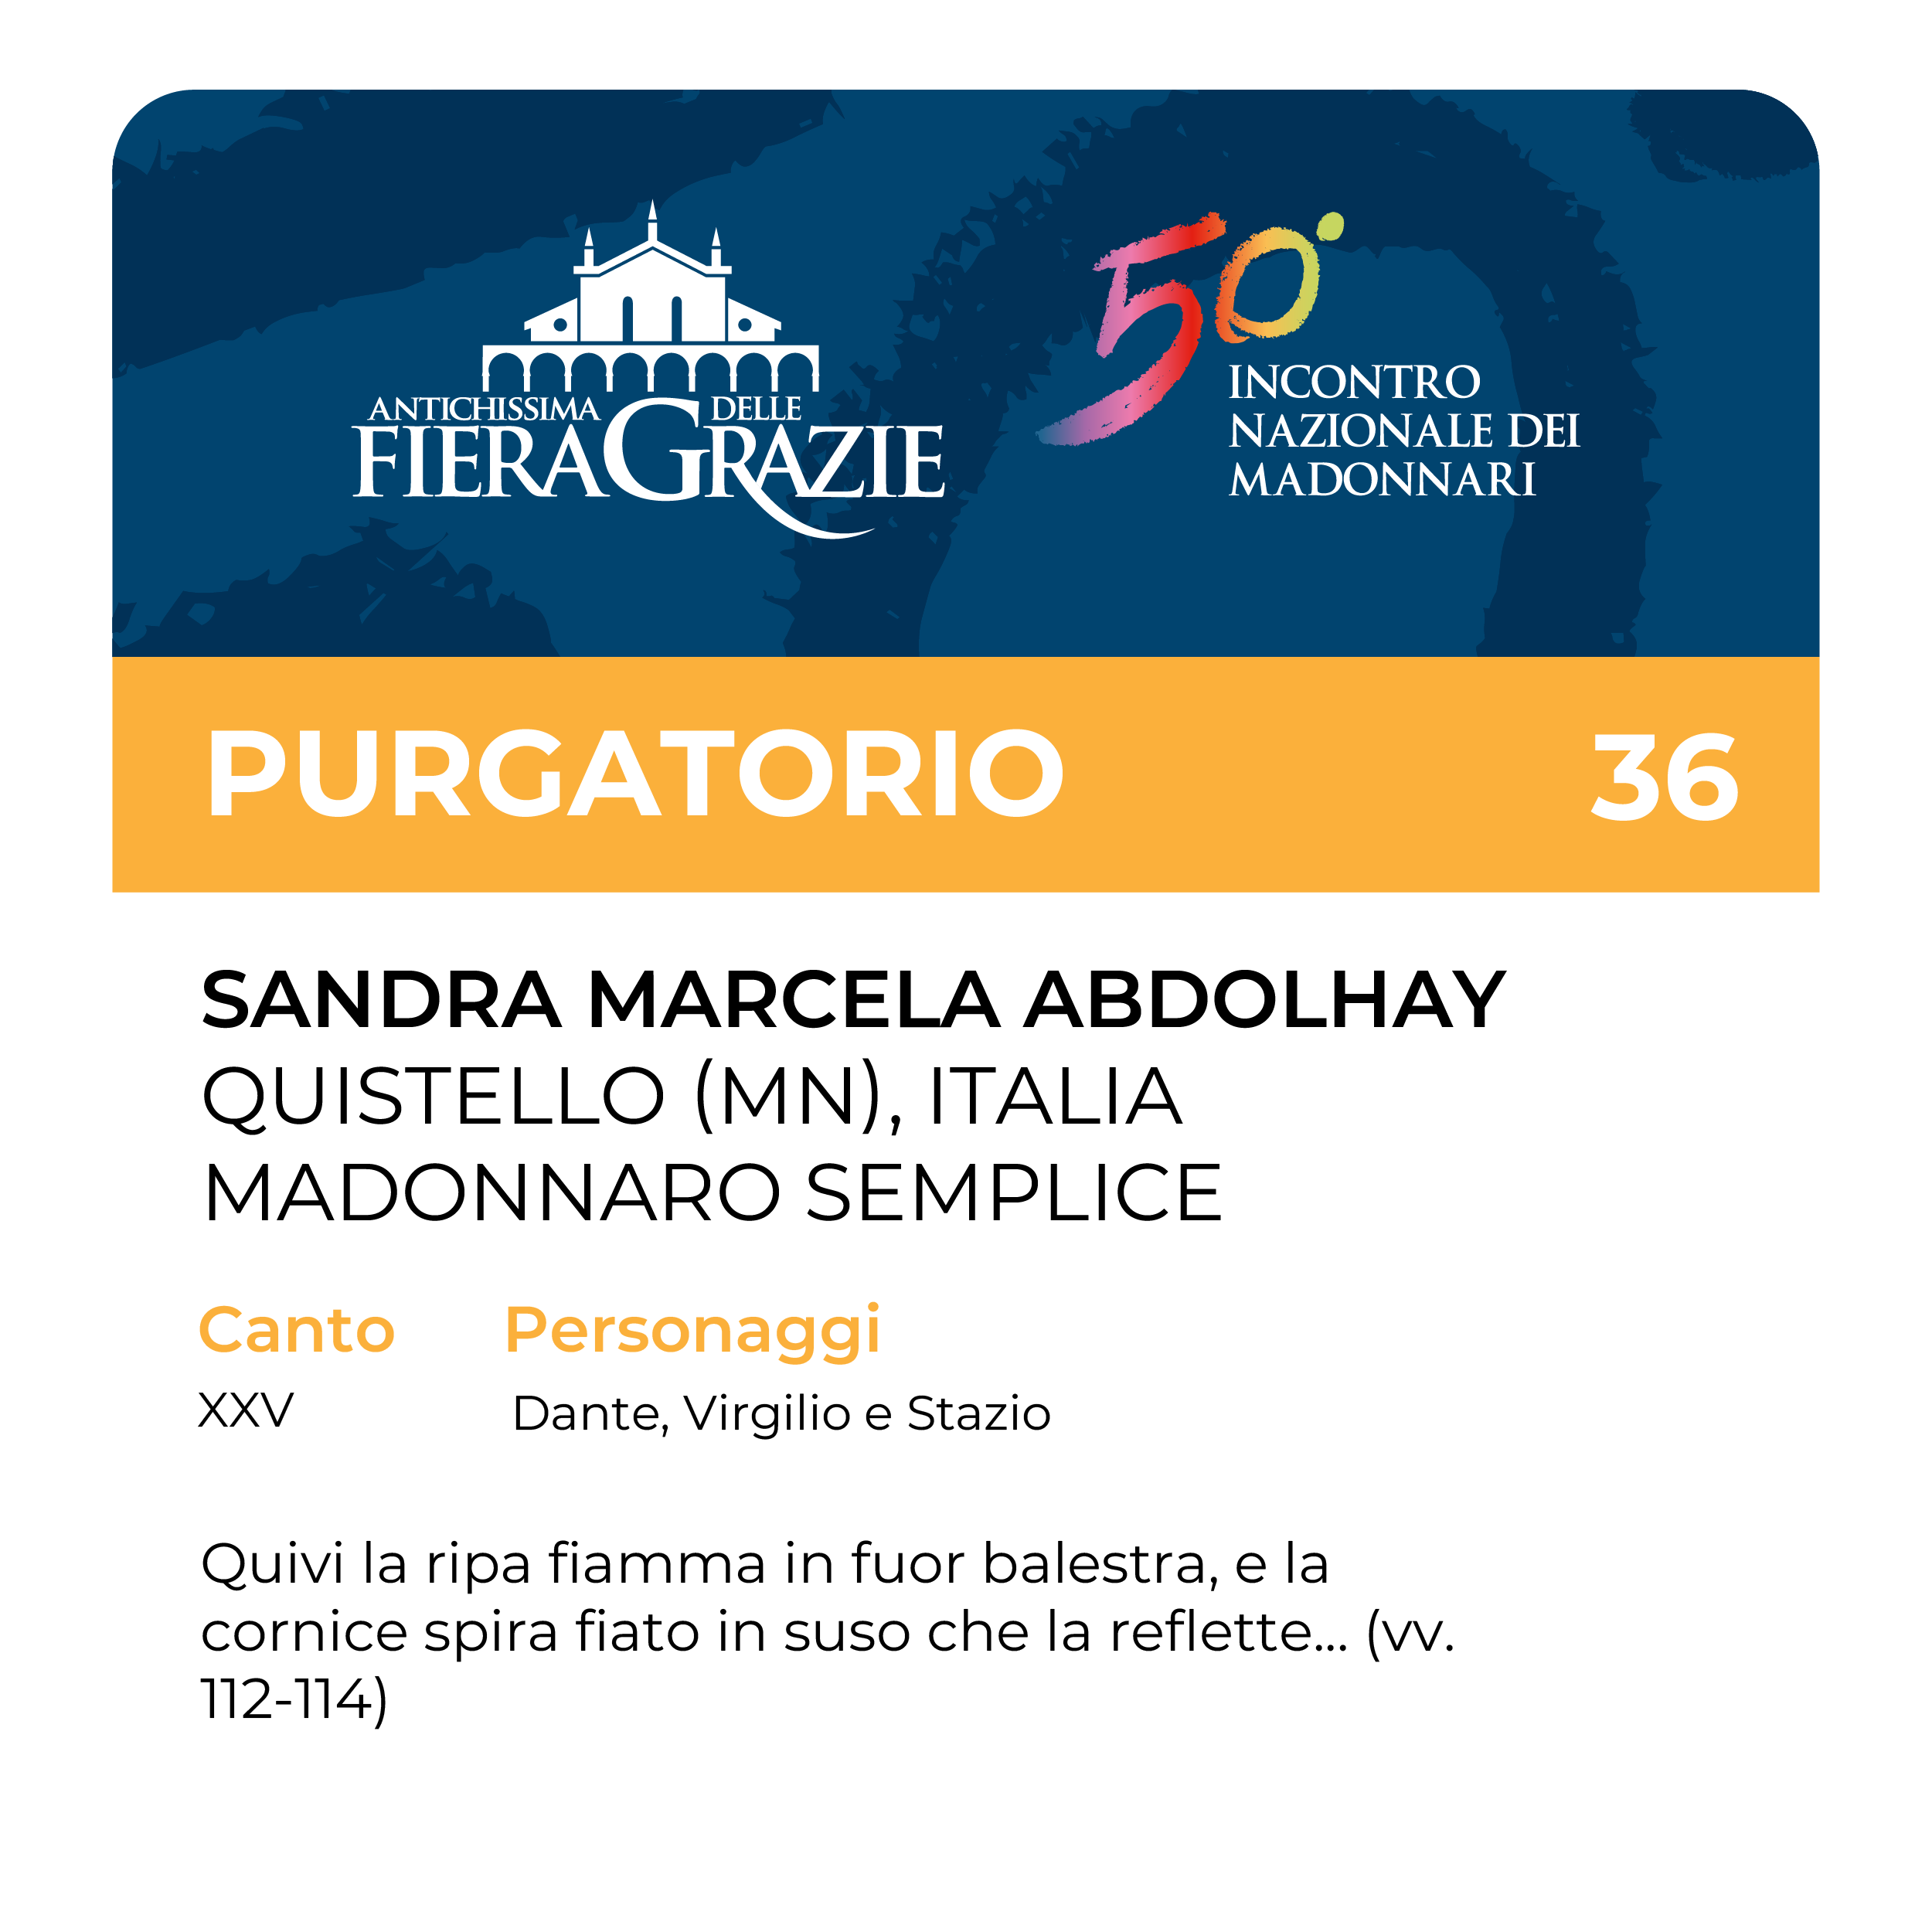 ANTICHISSIMA DELLE
FIERA GRAZIE
50°
INCONTRO
NAZIONALE DEI
MADONNARI
PURGATORIO 36
SANDRA MARCELA ABDOLHAY
QUISTELLO (MN), ITALIA
MADONNARO SEMPLICE
Canto Personaggi
XXV Dante, Virgilio e Stazio
Quivi la ripa fiamma in fuor balestra, e la
cornice spira fiato in suso che la reflette... (vv.
112-114)